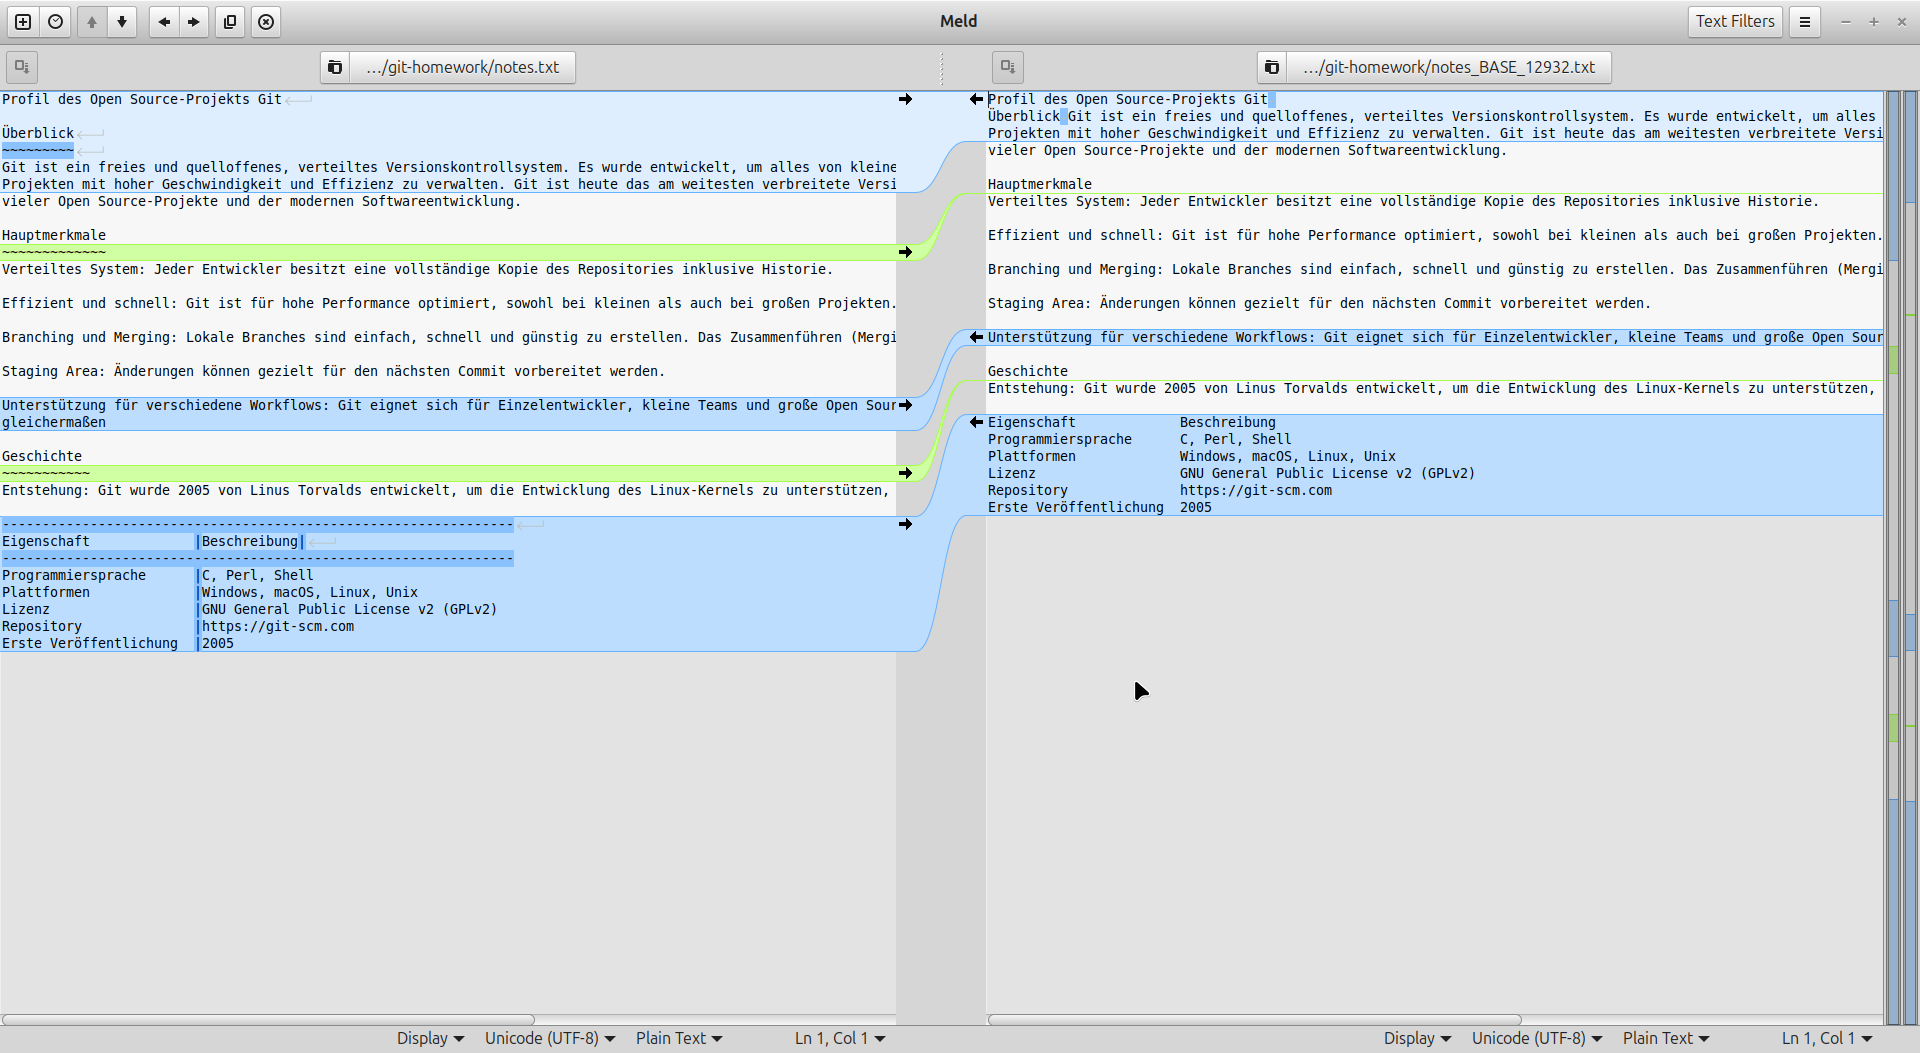 Meld
Text Filters
.../git-homework/notes.txt
.../git-homework/notes_BASE_12932.txt
Profil des Open Source-Projekts Git
Überblick
~~~~~~~~~
Git ist ein freies und quelloffenes, verteiltes Versionskontrollsystem. Es wurde entwickelt, um alles von kleine
Projekten mit hoher Geschwindigkeit und Effizienz zu verwalten. Git ist heute das am weitesten verbreitete Versi
vieler Open Source-Projekte und der modernen Softwareentwicklung.
Hauptmerkmale
~~~~~~~~~~~~~
Verteiltes System: Jeder Entwickler besitzt eine vollständige Kopie des Repositories inklusive Historie.
Effizient und schnell: Git ist für hohe Performance optimiert, sowohl bei kleinen als auch bei großen Projekten.
Branching und Merging: Lokale Branches sind einfach, schnell und günstig zu erstellen. Das Zusammenführen (Mergi
Staging Area: Änderungen können gezielt für den nächsten Commit vorbereitet werden.
Unterstützung für verschiedene Workflows: Git eignet sich für Einzelentwickler, kleine Teams und große Open Sour
gleichermaßen
Geschichte
~~~~~~~~~~~
Entstehung: Git wurde 2005 von Linus Torvalds entwickelt, um die Entwicklung des Linux-Kernels zu unterstützen,
----------------------------------------------------------------
Eigenschaft |Beschreibung|
----------------------------------------------------------------
Programmiersprache |C, Perl, Shell
Plattformen |Windows, macOS, Linux, Unix
Lizenz |GNU General Public License v2 (GPLv2)
Repository |https://git-scm.com
Erste Veröffentlichung |2005
Profil des Open Source-Projekts Git
Überblick Git ist ein freies und quelloffenes, verteiltes Versionskontrollsystem. Es wurde entwickelt, um alles
Projekten mit hoher Geschwindigkeit und Effizienz zu verwalten. Git ist heute das am weitesten verbreitete Versi
vieler Open Source-Projekte und der modernen Softwareentwicklung.
Hauptmerkmale
Verteiltes System: Jeder Entwickler besitzt eine vollständige Kopie des Repositories inklusive Historie.
Effizient und schnell: Git ist für hohe Performance optimiert, sowohl bei kleinen als auch bei großen Projekten.
Branching und Merging: Lokale Branches sind einfach, schnell und günstig zu erstellen. Das Zusammenführen (Mergi
Staging Area: Änderungen können gezielt für den nächsten Commit vorbereitet werden.
Unterstützung für verschiedene Workflows: Git eignet sich für Einzelentwickler, kleine Teams und große Open Sour
Geschichte
Entstehung: Git wurde 2005 von Linus Torvalds entwickelt, um die Entwicklung des Linux-Kernels zu unterstützen,
Eigenschaft Beschreibung
Programmiersprache C, Perl, Shell
Plattformen Windows, macOS, Linux, Unix
Lizenz GNU General Public License v2 (GPLv2)
Repository https://git-scm.com
Erste Veröffentlichung 2005
Display Unicode (UTF-8) Plain Text Ln 1, Col 1
Display Unicode (UTF-8) Plain Text Ln 1, Col 1